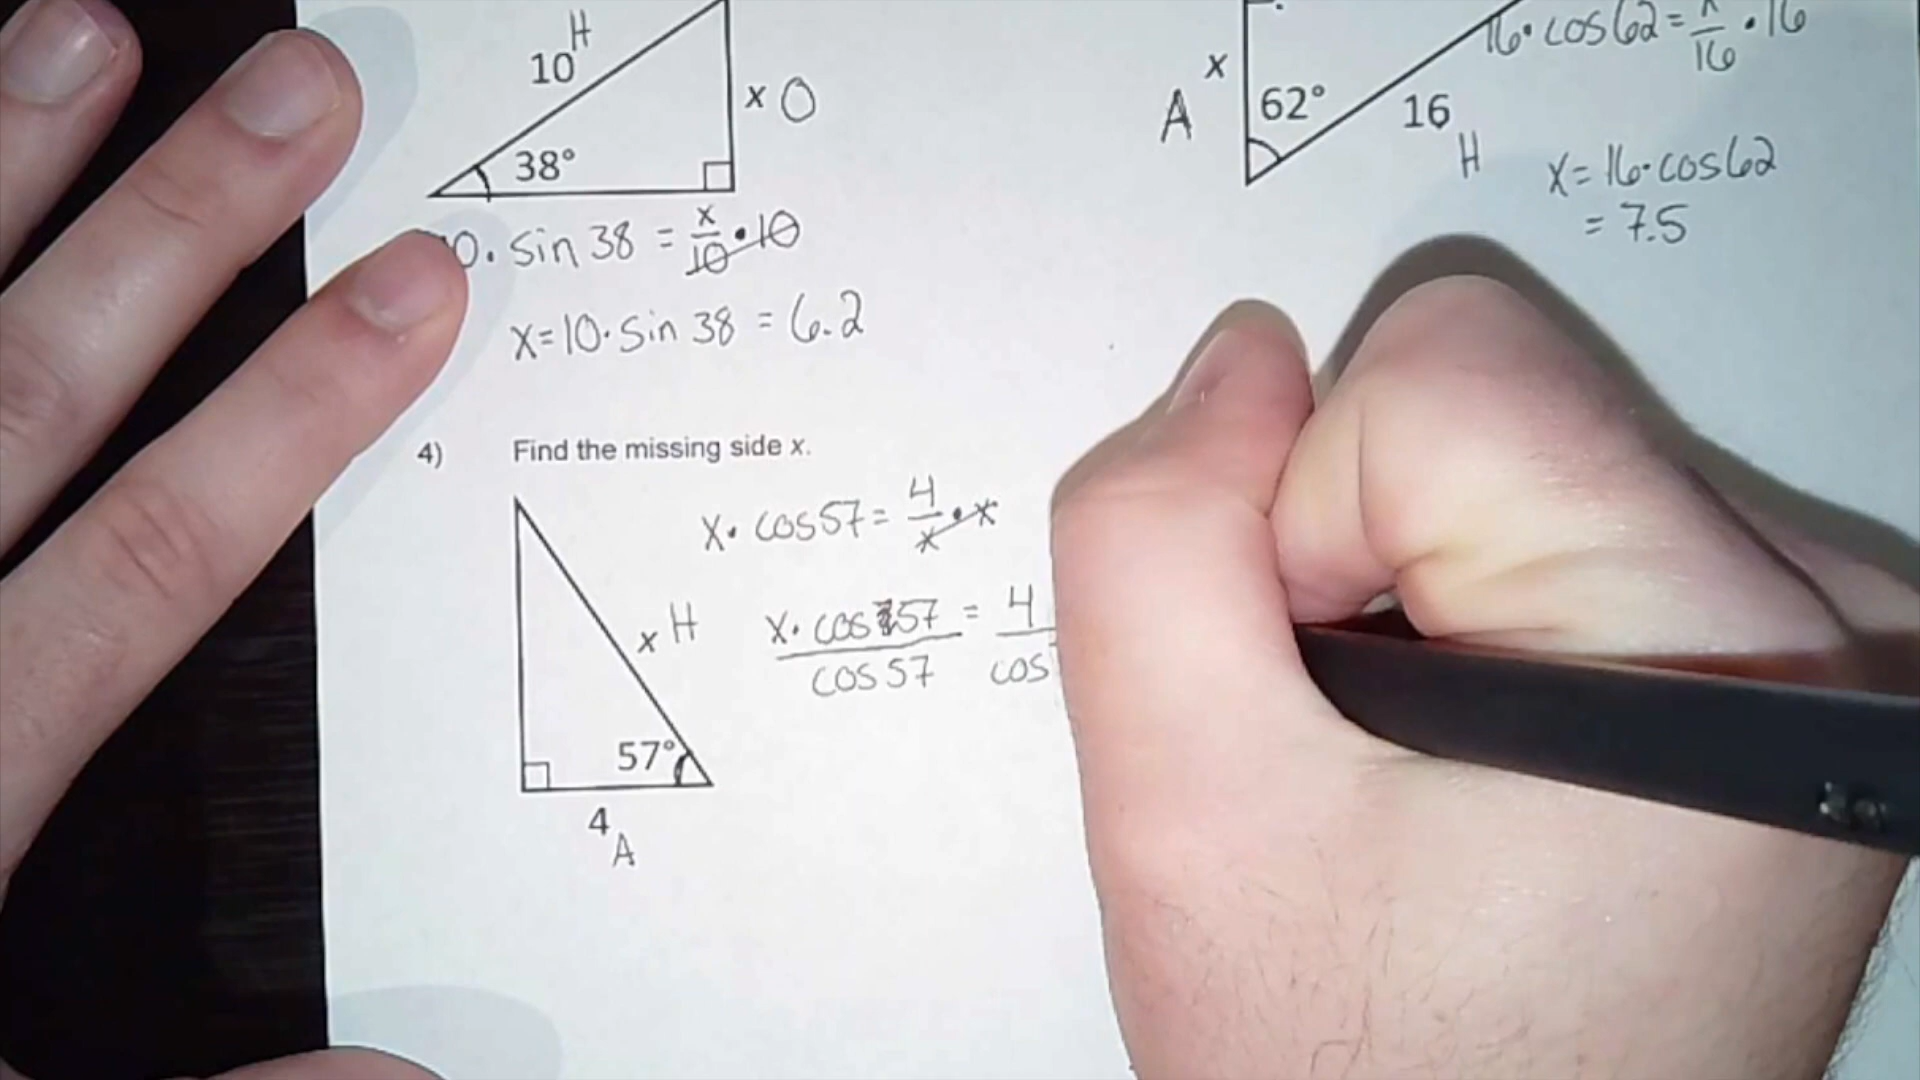 10 H
x O
38°
0. sin 38 = x/10 • 10
x = 10 · sin 38 = 6.2
16 • cos 62 = x/16 • 16
x
A
62°
16
H
x = 16 · cos 62
= 7.5
4) Find the missing side x.
x • cos 57 = 4/x • x
x H
x • cos 57 / cos 57 = 4 / cos
57°
4
A